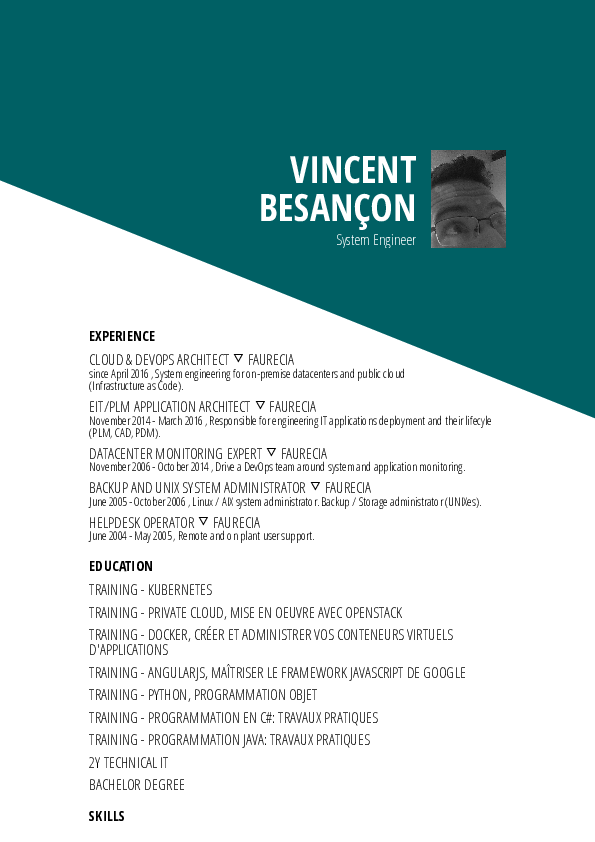 VINCENT
BESANÇON
System Engineer
EXPERIENCE
CLOUD & DEVOPS ARCHITECT ▽ FAURECIA
since April 2016 , System engineering for on-premise datacenters and public cloud
(Infrastructure as Code).
EIT/PLM APPLICATION ARCHITECT ▽ FAURECIA
November 2014 - March 2016 , Responsible for engineering IT applications deployment and their lifecyle
(PLM, CAD, PDM).
DATACENTER MONITORING EXPERT ▽ FAURECIA
November 2006 - October 2014 , Drive a DevOps team around system and application monitoring.
BACKUP AND UNIX SYSTEM ADMINISTRATOR ▽ FAURECIA
June 2005 - October 2006 , Linux / AIX system administrator. Backup / Storage administrator (UNIXes).
HELPDESK OPERATOR ▽ FAURECIA
June 2004 - May 2005 , Remote and on plant user support.
EDUCATION
TRAINING - KUBERNETES
TRAINING - PRIVATE CLOUD, MISE EN OEUVRE AVEC OPENSTACK
TRAINING - DOCKER, CRÉER ET ADMINISTRER VOS CONTENEURS VIRTUELS
D'APPLICATIONS
TRAINING - ANGULARJS, MAÎTRISER LE FRAMEWORK JAVASCRIPT DE GOOGLE
TRAINING - PYTHON, PROGRAMMATION OBJET
TRAINING - PROGRAMMATION EN C#: TRAVAUX PRATIQUES
TRAINING - PROGRAMMATION JAVA: TRAVAUX PRATIQUES
2Y TECHNICAL IT
BACHELOR DEGREE
SKILLS